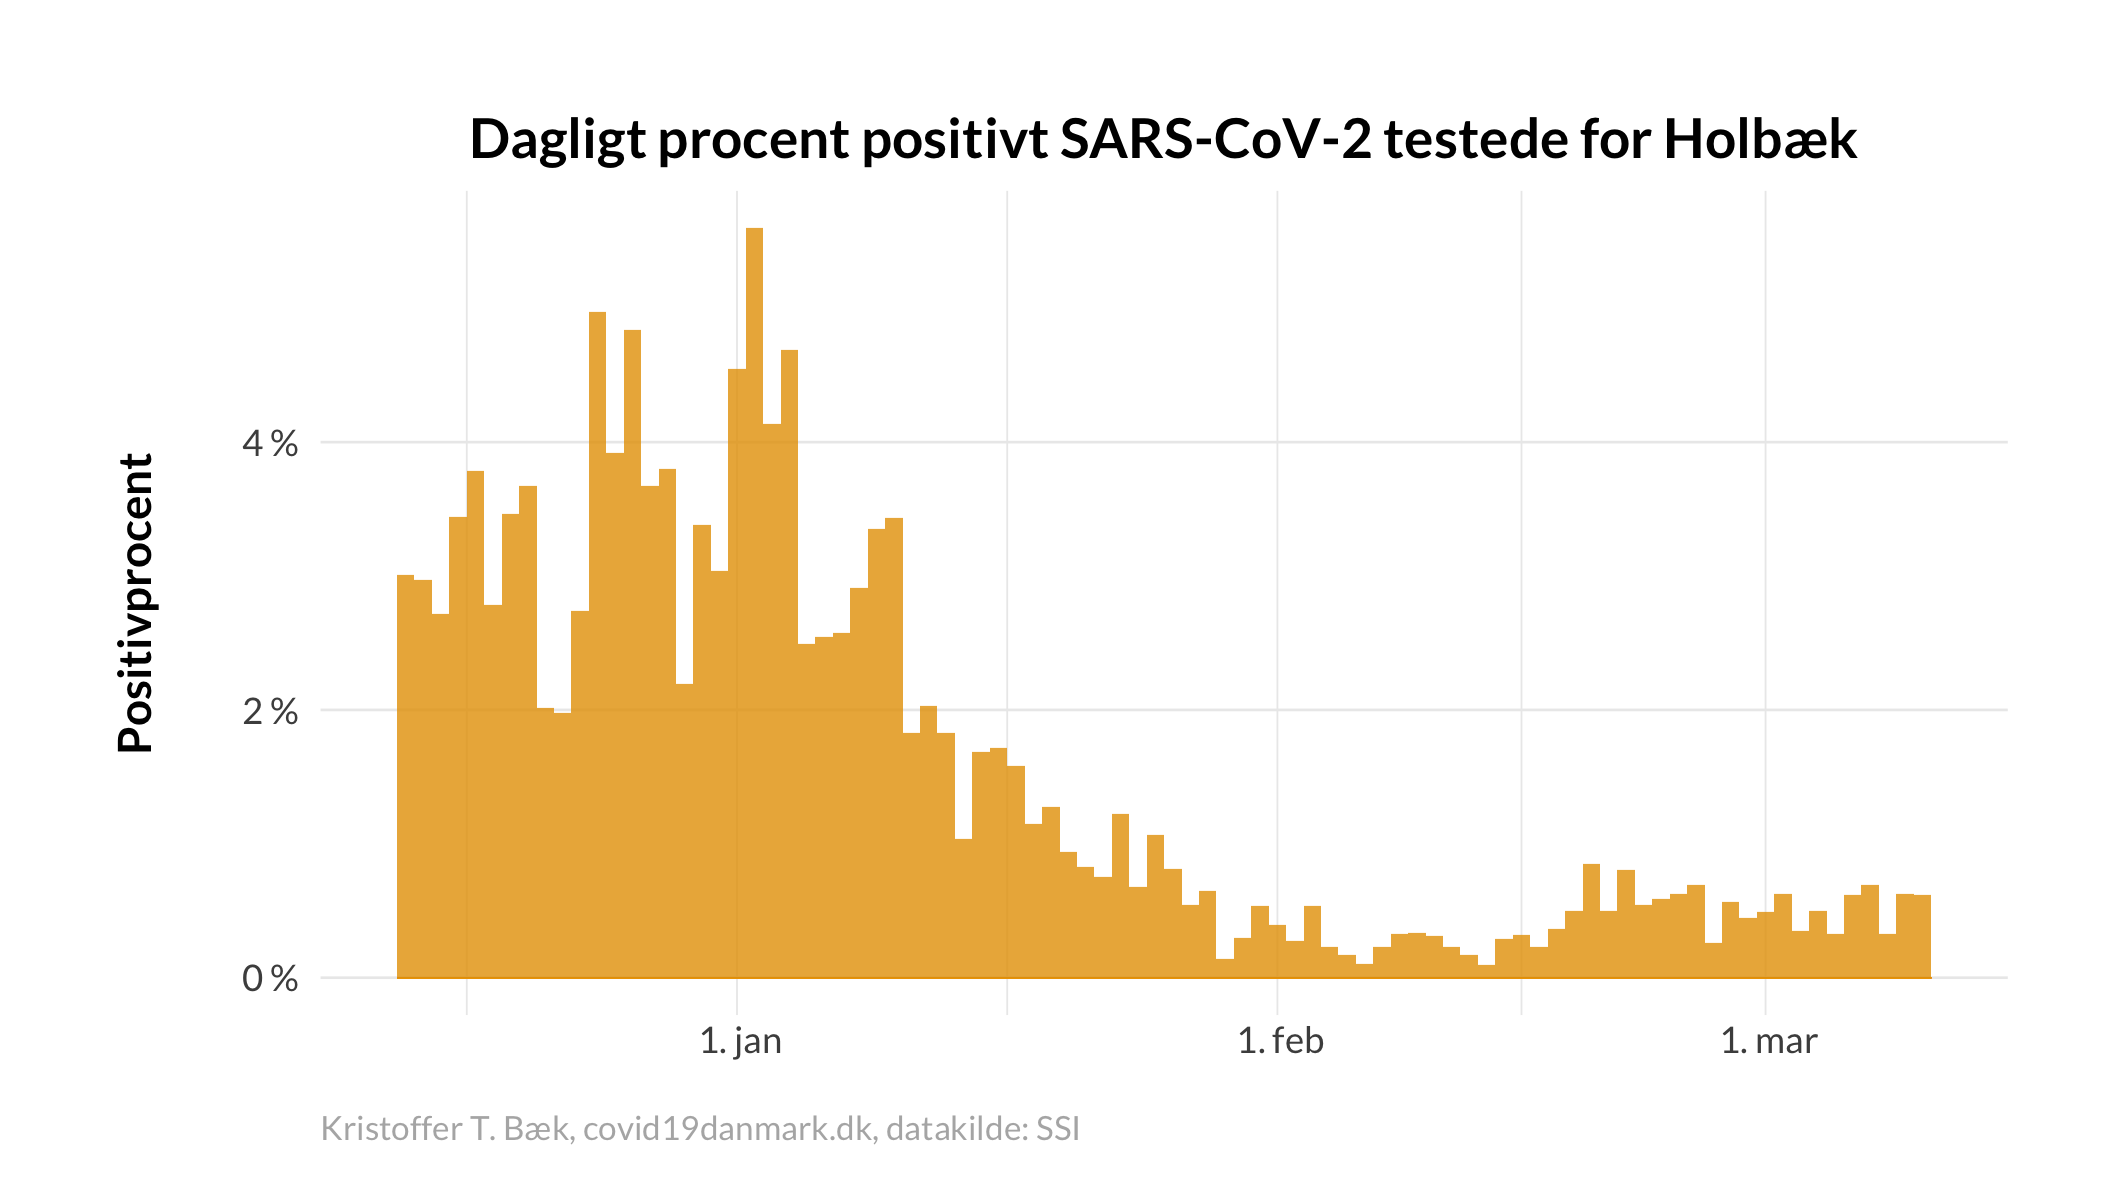 Dagligt procent positivt SARS-CoV-2 testede for Holbæk
Positivprocent
4 %
2 %
0 %
1. jan
1. feb
1. mar
Kristoffer T. Bæk, covid19danmark.dk, datakilde: SSI